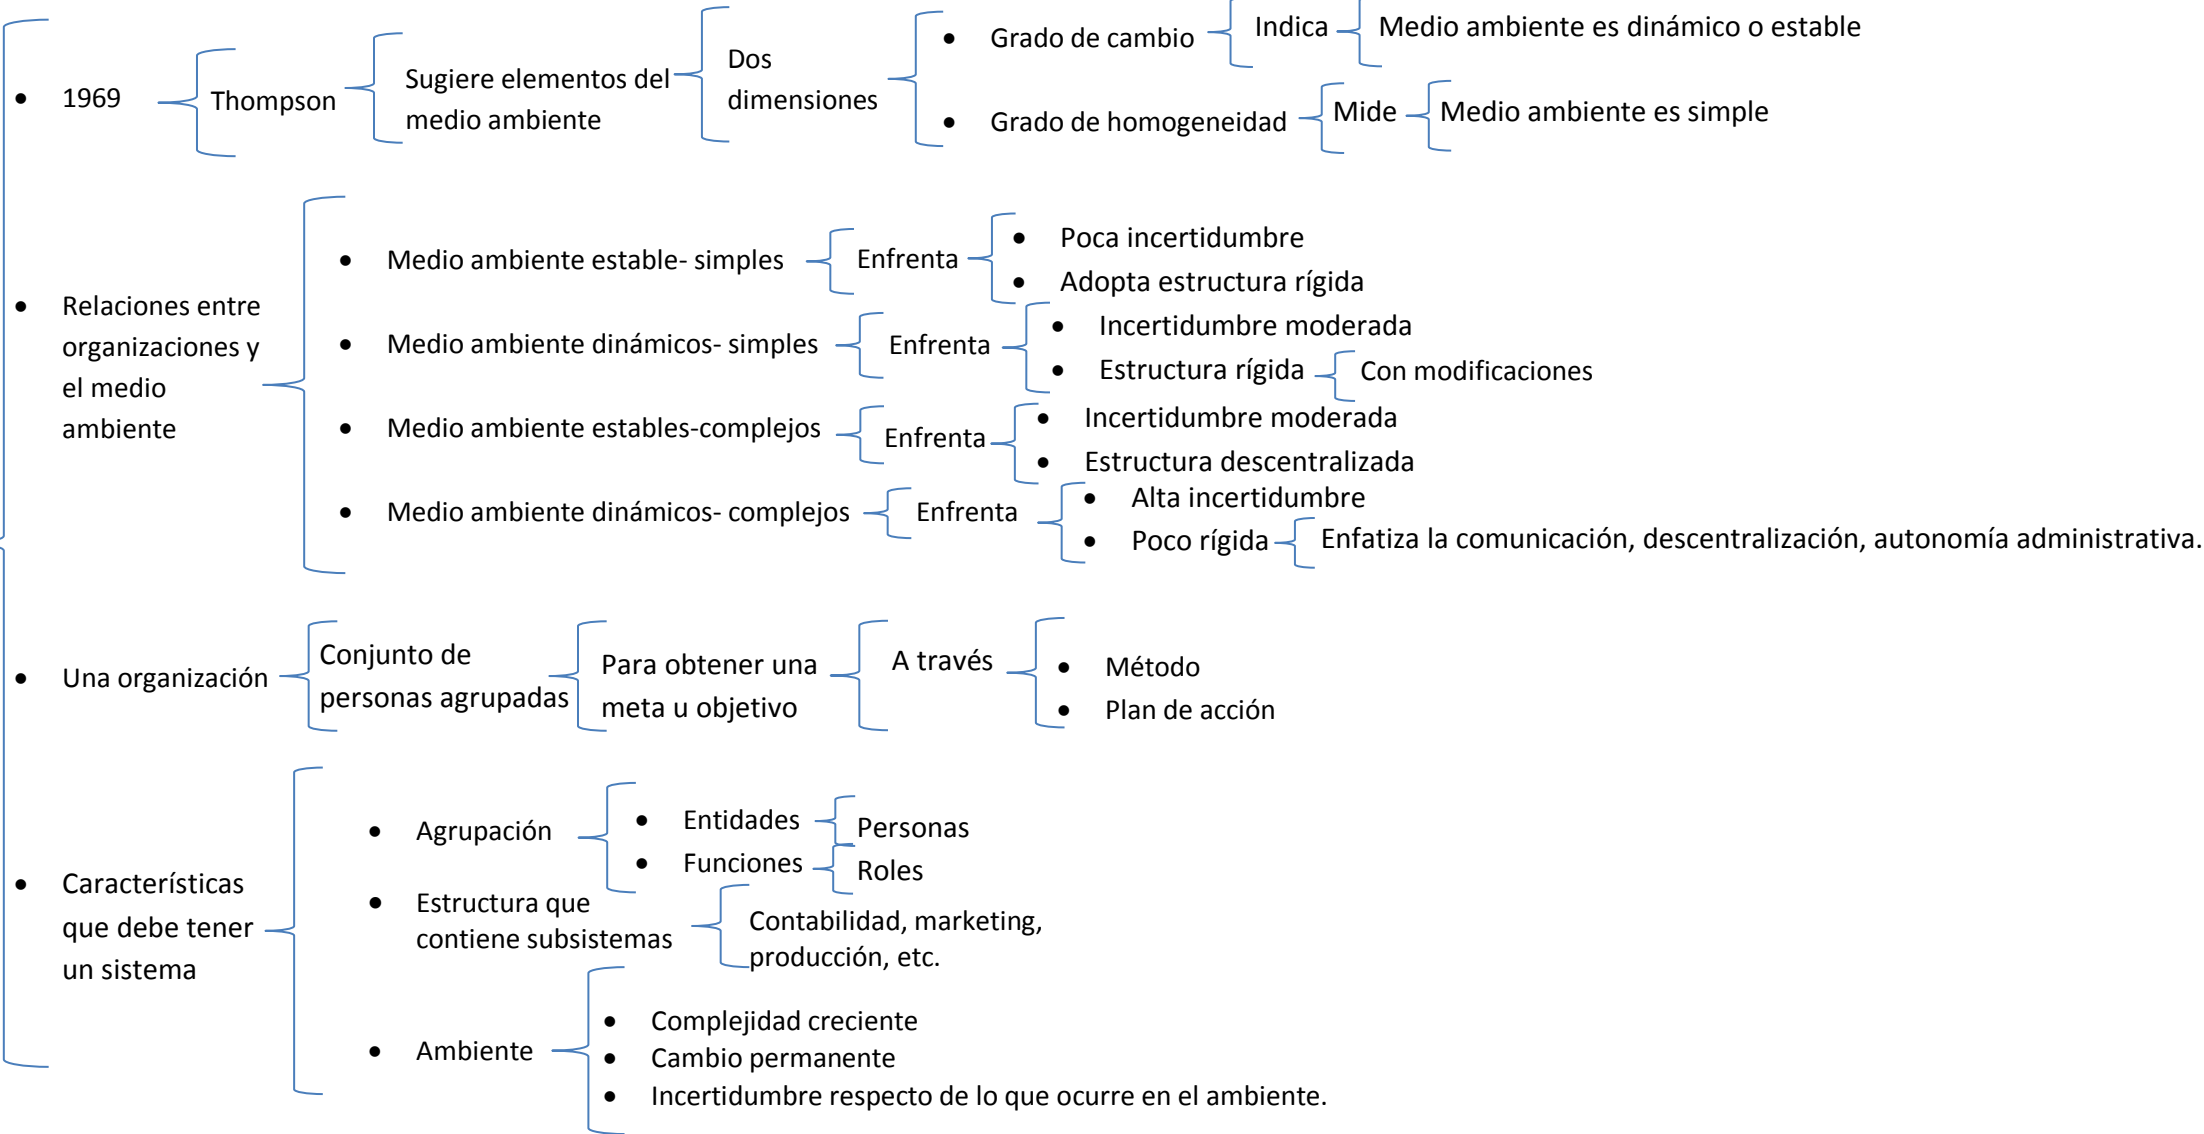 • 1969
Thompson
Sugiere elementos del
medio ambiente
Dos
dimensiones
• Grado de cambio
Indica
Medio ambiente es dinámico o estable
• Grado de homogeneidad
Mide
Medio ambiente es simple
• Relaciones entre
organizaciones y
el medio
ambiente
• Medio ambiente estable- simples
Enfrenta
• Poca incertidumbre
• Adopta estructura rígida
• Medio ambiente dinámicos- simples
Enfrenta
• Incertidumbre moderada
• Estructura rígida
Con modificaciones
• Medio ambiente estables-complejos
Enfrenta
• Incertidumbre moderada
• Estructura descentralizada
• Medio ambiente dinámicos- complejos
Enfrenta
• Alta incertidumbre
• Poco rígida
Enfatiza la comunicación, descentralización, autonomía administrativa.
• Una organización
Conjunto de
personas agrupadas
Para obtener una
meta u objetivo
A través
• Método
• Plan de acción
• Características
que debe tener
un sistema
• Agrupación
• Entidades
Personas
• Funciones
Roles
• Estructura que
contiene subsistemas
Contabilidad, marketing,
producción, etc.
• Ambiente
• Complejidad creciente
• Cambio permanente
• Incertidumbre respecto de lo que ocurre en el ambiente.